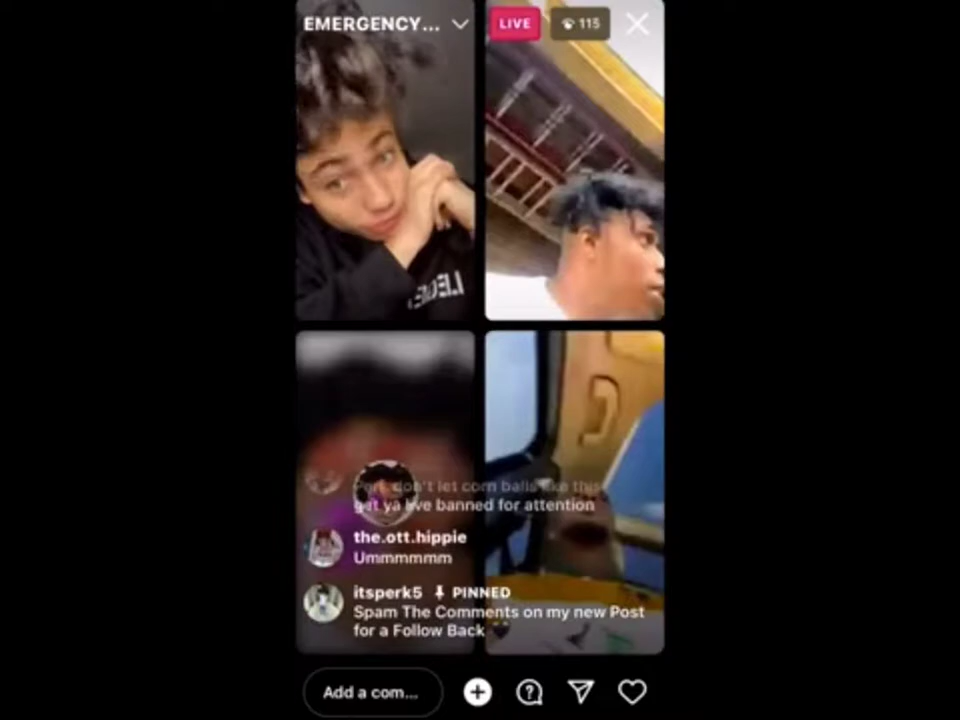 EMERGENCY...
LIVE
115
don't let corn balls like this
get ya live banned for attention
the.ott.hippie
Ummmmmm
itsperk5 PINNED
Spam The Comments on my new Post
for a Follow Back
Add a com...